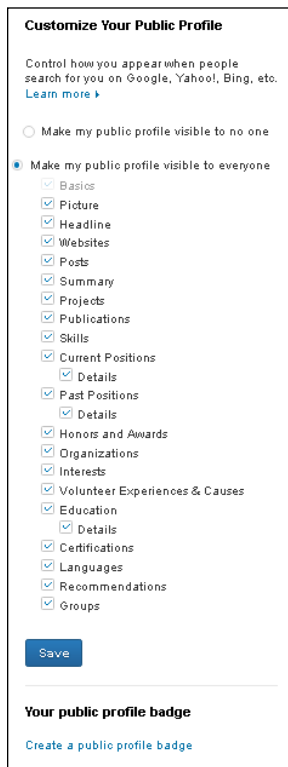 Customize Your Public Profile
Control how you appear when people
search for you on Google, Yahoo!, Bing, etc.
Learn more
Make my public profile visible to no one
Make my public profile visible to everyone
Basics
Picture
Headline
Websites
Posts
Summary
Projects
Publications
Skills
Current Positions
Details
Past Positions
Details
Honors and Awards
Organizations
Interests
Volunteer Experiences & Causes
Education
Details
Certifications
Languages
Recommendations
Groups
Save
Your public profile badge
Create a public profile badge